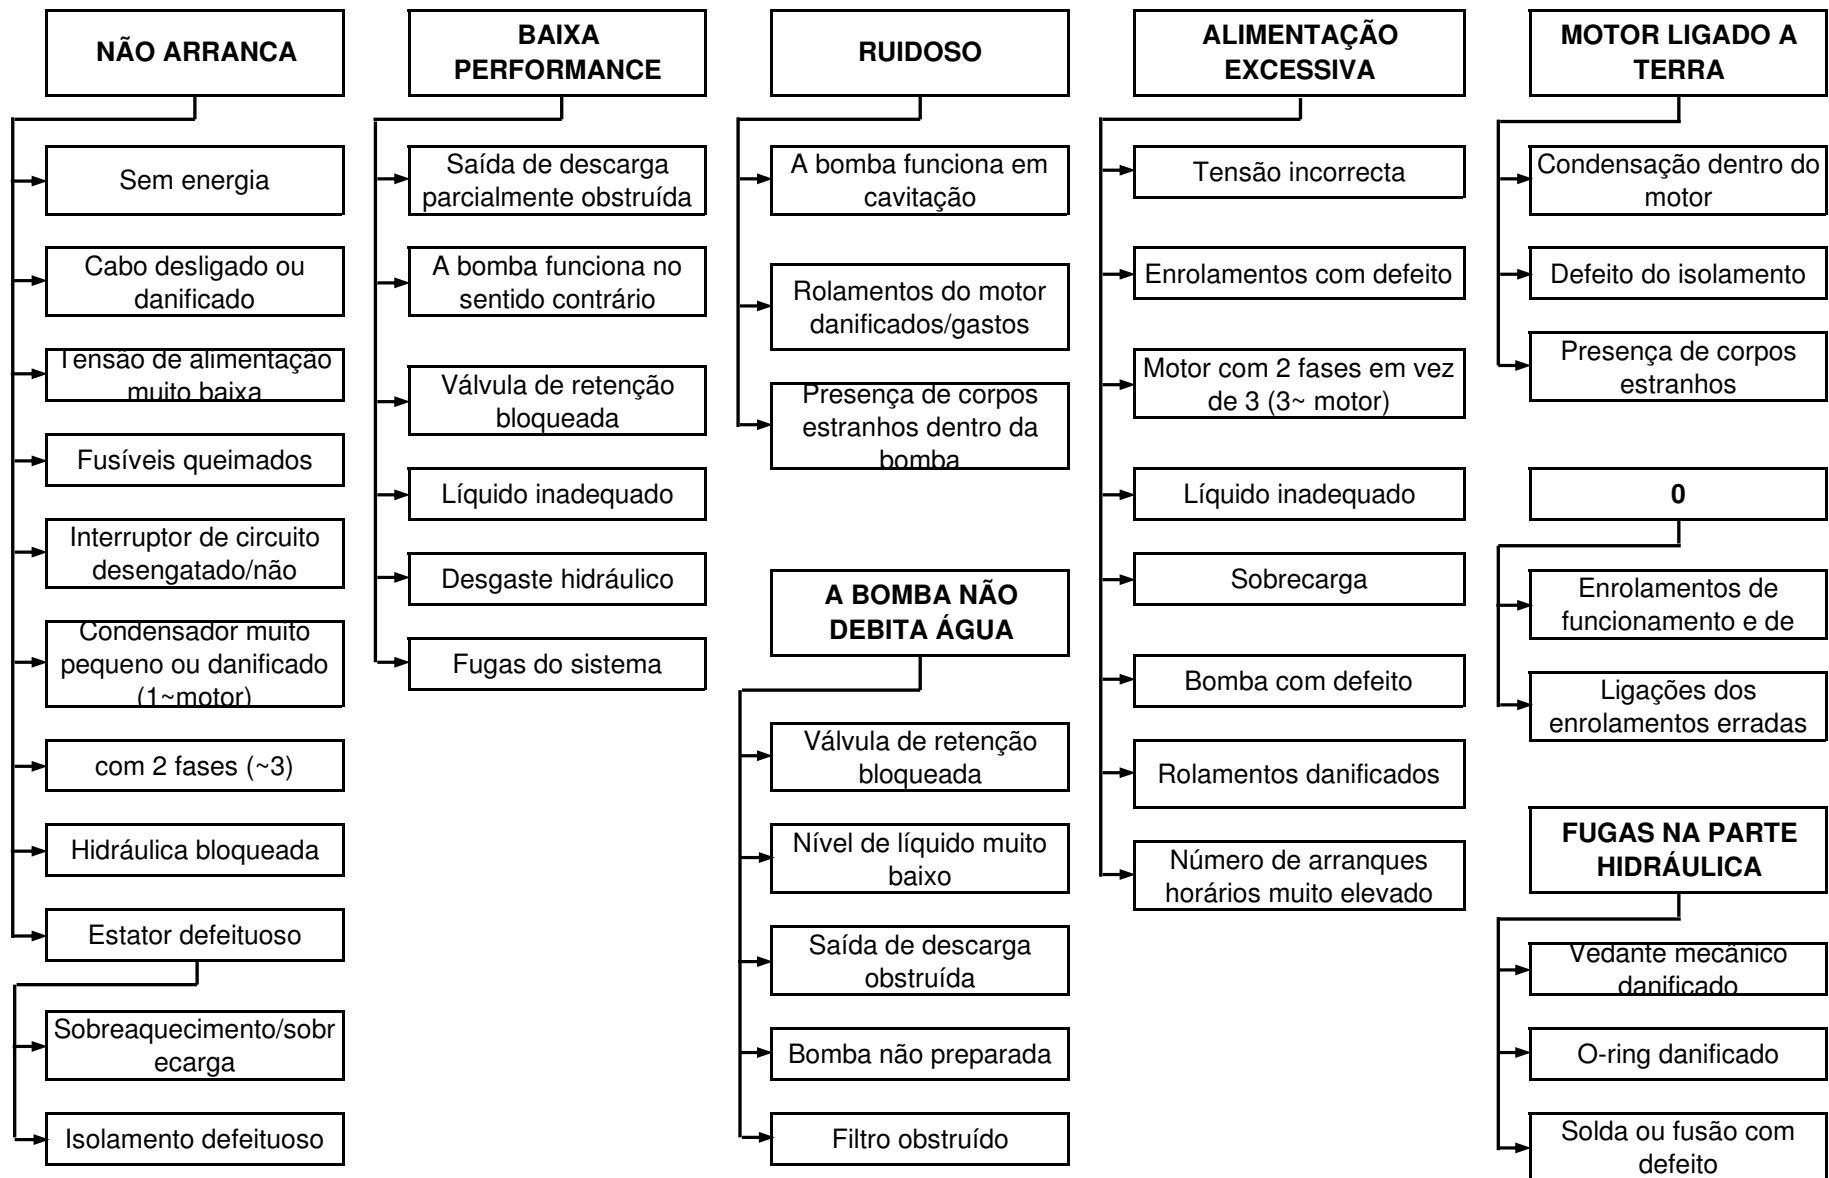 NÃO ARRANCA
Sem energia
Cabo desligado ou
danificado
Tensão de alimentação
muito baixa
Fusíveis queimados
Interruptor de circuito
desengatado/não
Condensador muito
pequeno ou danificado
(1~motor)
com 2 fases (~3)
Hidráulica bloqueada
Estator defeituoso
Sobreaquecimento/sobr
ecarga
Isolamento defeituoso
BAIXA
PERFORMANCE
Saída de descarga
parcialmente obstruída
A bomba funciona no
sentido contrário
Válvula de retenção
bloqueada
Líquido inadequado
Desgaste hidráulico
Fugas do sistema
RUIDOSO
A bomba funciona em
cavitação
Rolamentos do motor
danificados/gastos
Presença de corpos
estranhos dentro da
bomba
A BOMBA NÃO
DEBITA ÁGUA
Válvula de retenção
bloqueada
Nível de líquido muito
baixo
Saída de descarga
obstruída
Bomba não preparada
Filtro obstruído
ALIMENTAÇÃO
EXCESSIVA
Tensão incorrecta
Enrolamentos com defeito
Motor com 2 fases em vez
de 3 (3~ motor)
Líquido inadequado
Sobrecarga
Bomba com defeito
Rolamentos danificados
Número de arranques
horários muito elevado
MOTOR LIGADO A
TERRA
Condensação dentro do
motor
Defeito do isolamento
Presença de corpos
estranhos
0
Enrolamentos de
funcionamento e de
Ligações dos
enrolamentos erradas
FUGAS NA PARTE
HIDRÁULICA
Vedante mecânico
danificado
O-ring danificado
Solda ou fusão com
defeito